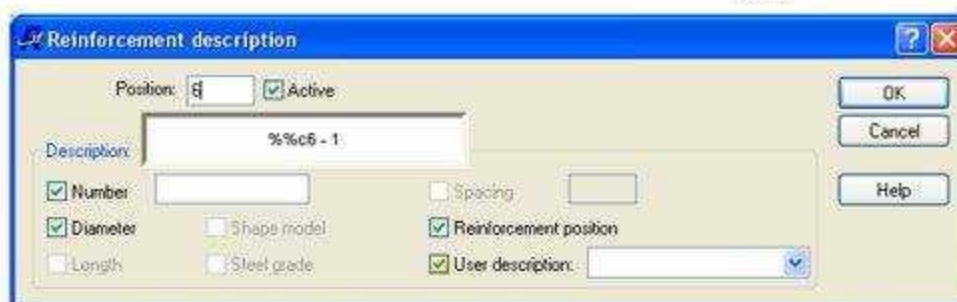 Reinforcement description
Position: 6 Active
OK
%%c6 - 1
Cancel
Description:
Number Spacing
Help
Diameter Shape model Reinforcement position
Length Steel grade User description: